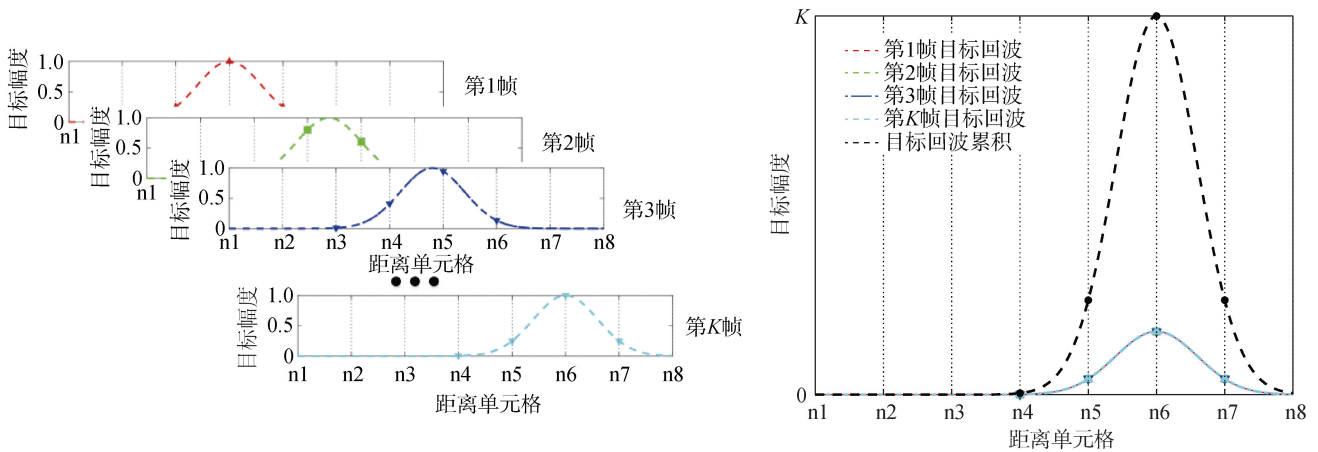 目标幅度
1.0
0.5
0
n1
第1帧
目标幅度
1.0
0.5
0
n1
第2帧
目标幅度
1.0
0.5
0
n1 n2 n3 n4 n5 n6 n7 n8
距离单元格
第3帧
目标幅度
1.0
0.5
0
n1 n2 n3 n4 n5 n6 n7 n8
距离单元格
第K帧
K
目标幅度
0
第1帧目标回波
第2帧目标回波
第3帧目标回波
第K帧目标回波
目标回波累积
n1 n2 n3 n4 n5 n6 n7 n8
距离单元格